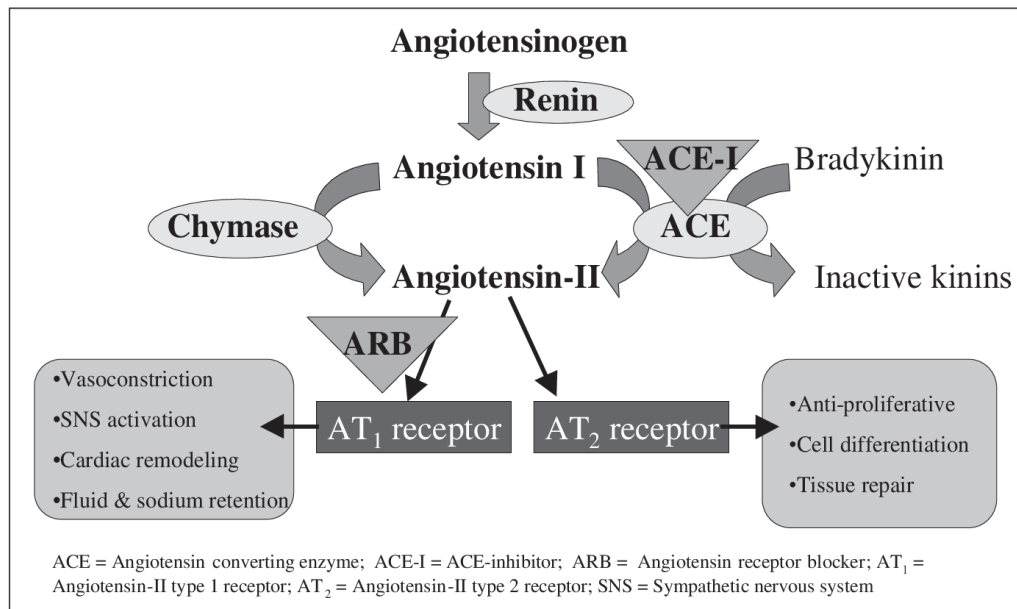 Angiotensinogen
Renin
Angiotensin I
ACE-I
Bradykinin
Chymase
ACE
Angiotensin-II
Inactive kinins
ARB
•Vasoconstriction
•SNS activation
•Cardiac remodeling
•Fluid & sodium retention
AT₁ receptor
AT₂ receptor
•Anti-proliferative
•Cell differentiation
•Tissue repair
ACE = Angiotensin converting enzyme; ACE-I = ACE-inhibitor; ARB = Angiotensin receptor blocker; AT₁ =
Angiotensin-II type 1 receptor; AT₂ = Angiotensin-II type 2 receptor; SNS = Sympathetic nervous system